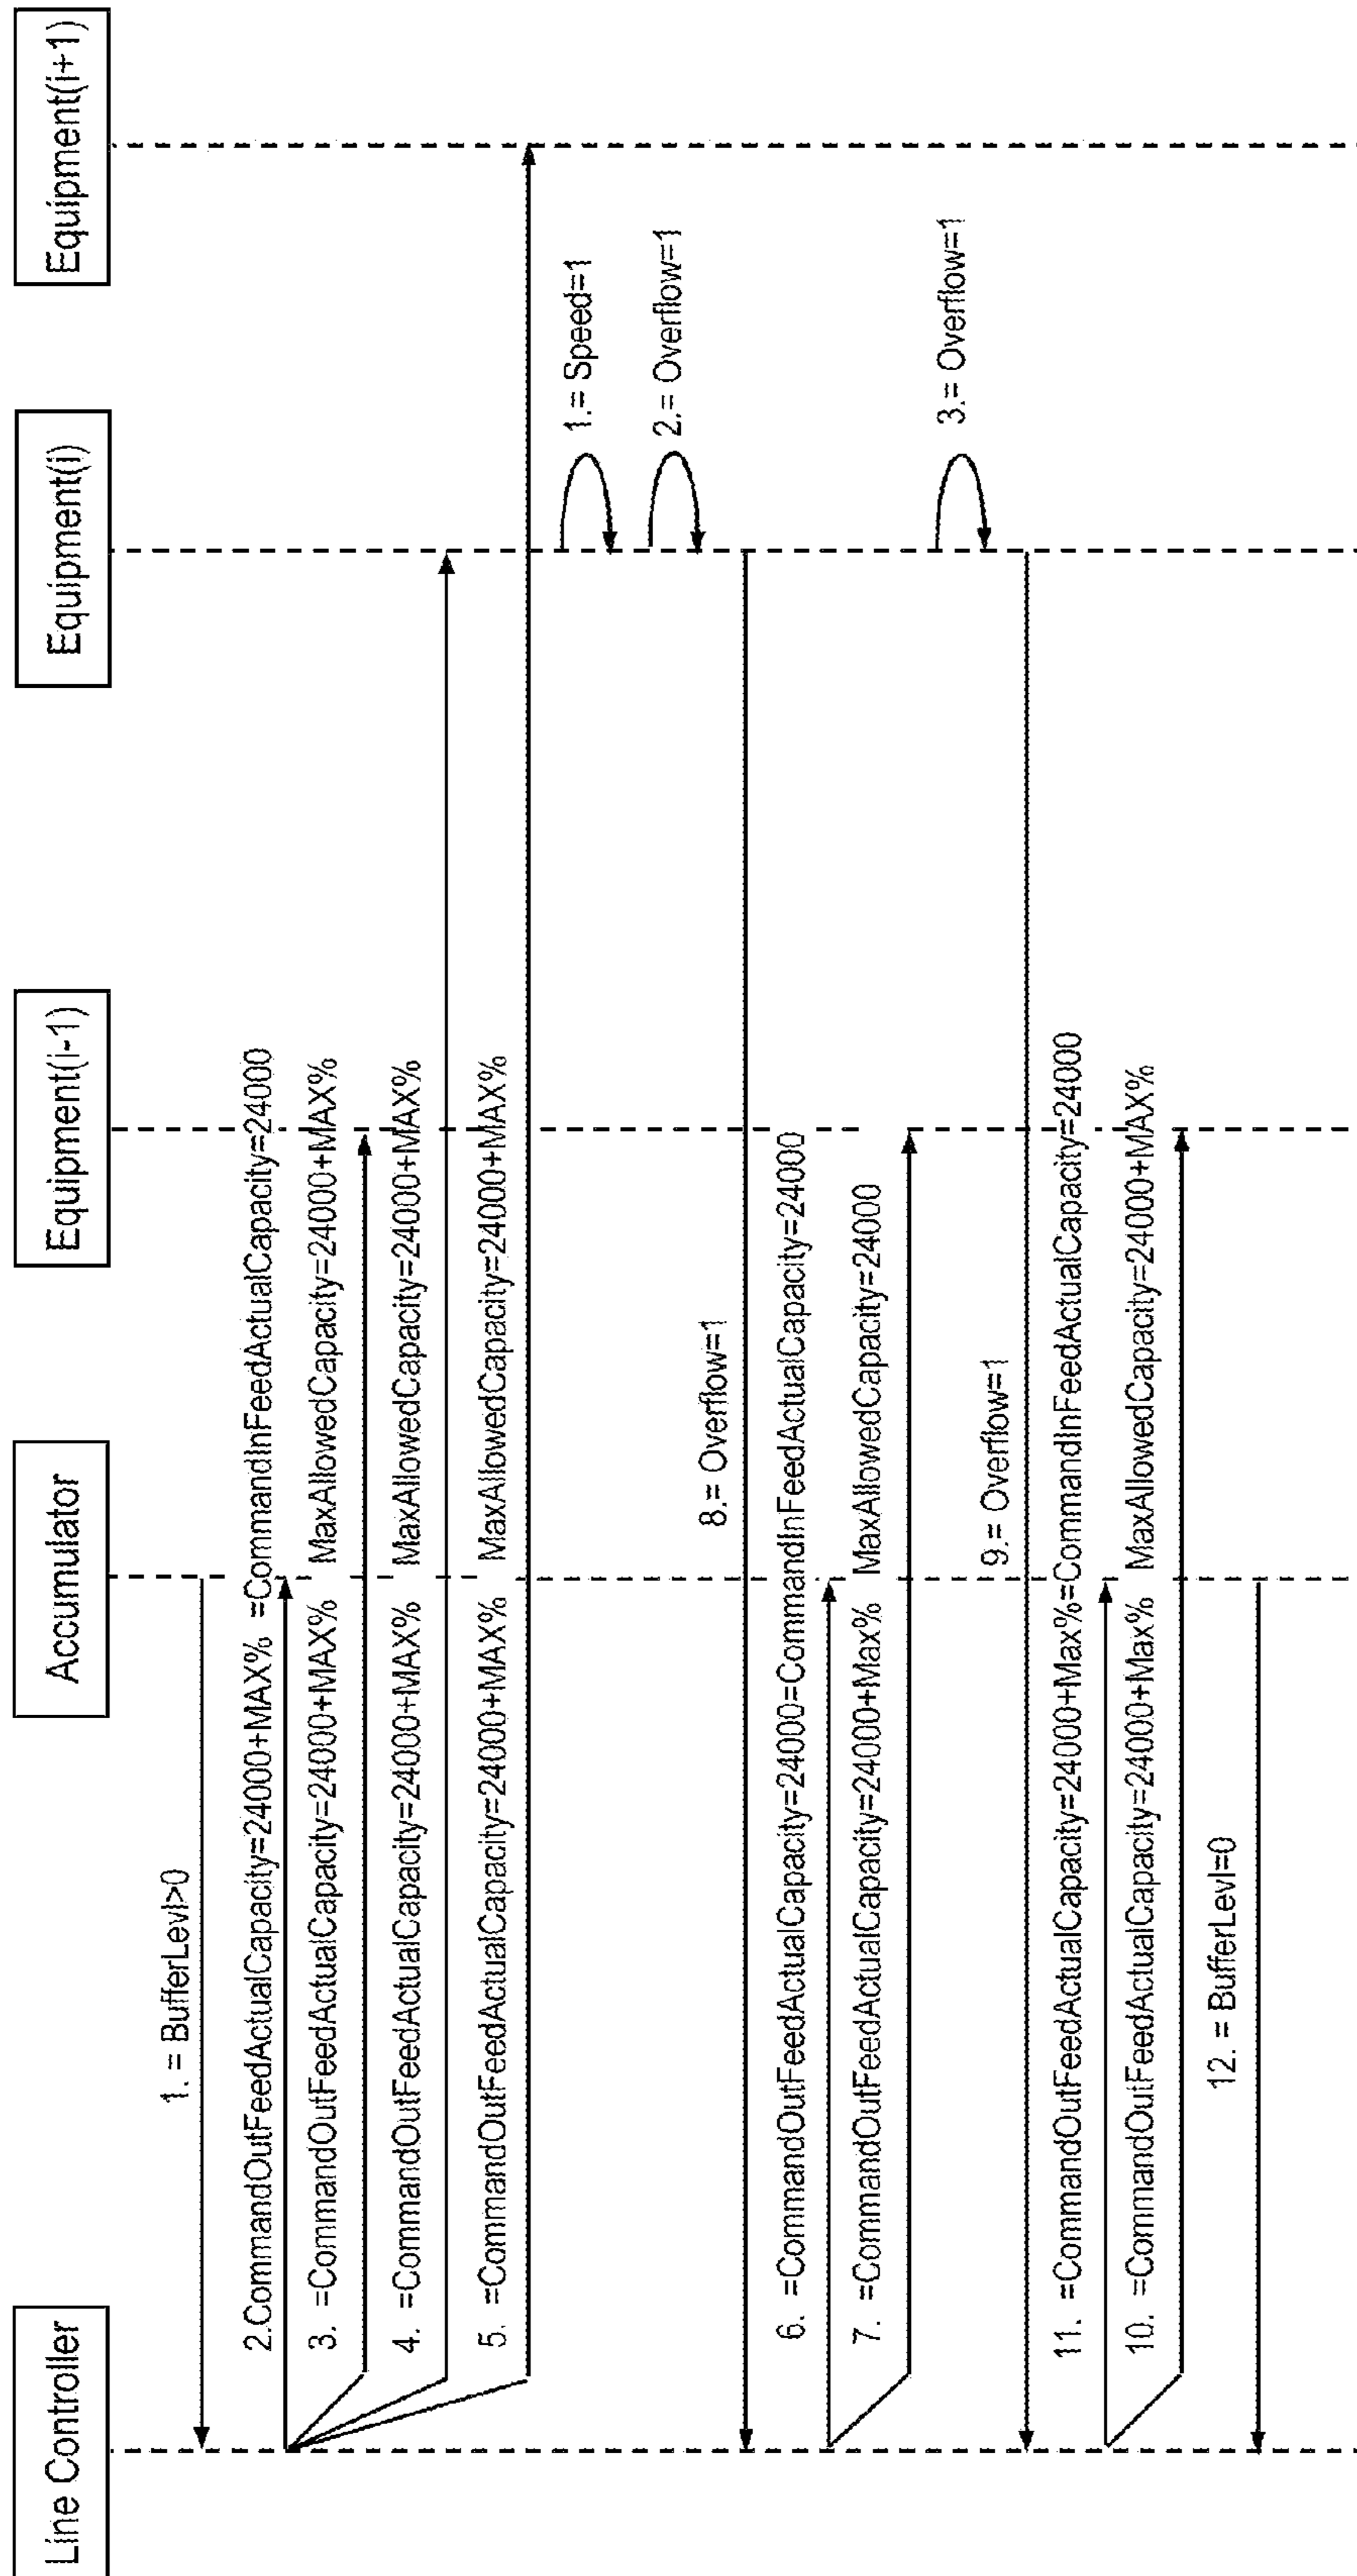 Line Controller
Accumulator
Equipment(i-1)
Equipment(i)
Equipment(i+1)
1. = BufferLevl>0
2.CommandOutFeedActualCapacity=24000+MAX% =CommandInFeedActualCapacity=24000
3. =CommandOutFeedActualCapacity=24000+MAX% MaxAllowedCapacity=24000+MAX%
4. =CommandOutFeedActualCapacity=24000+MAX% MaxAllowedCapacity=24000+MAX%
5. =CommandOutFeedActualCapacity=24000+MAX% MaxAllowedCapacity=24000+MAX%
1.= Speed=1
2.= Overflow=1
8.= Overflow=1
6. =CommandOutFeedActualCapacity=24000=CommandInFeedActualCapacity=24000
7. =CommandOutFeedActualCapacity=24000+Max% MaxAllowedCapacity=24000
3.= Overflow=1
9.= Overflow=1
11. =CommandOutFeedActualCapacity=24000+Max%=CommandInFeedActualCapacity=24000
10. =CommandOutFeedActualCapacity=24000+Max% MaxAllowedCapacity=24000+MAX%
12. = BufferLevl=0